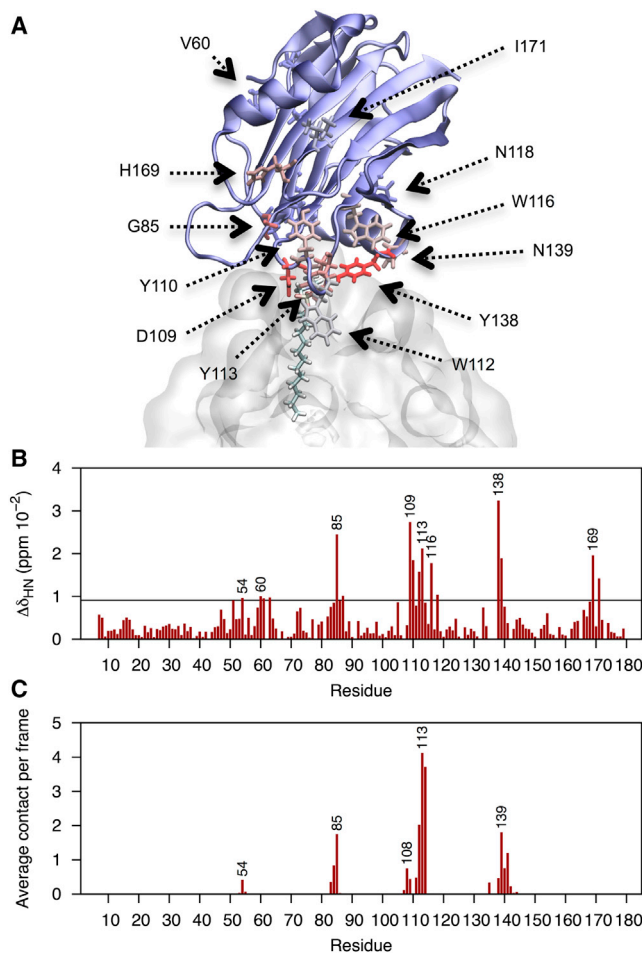 A
V60
I171
H169
N118
G85
W116
N139
Y110
D109
Y138
Y113
W112
B
ΔδHN (ppm 10⁻²)
4
3
2
1
0
54
60
85
109
113
116
138
169
10 20 30 40 50 60 70 80 90 100 110 120 130 140 150 160 170 180
Residue
C
Average contact per frame
5
4
3
2
1
0
54
85
108
113
139
10 20 30 40 50 60 70 80 90 100 110 120 130 140 150 160 170 180
Residue